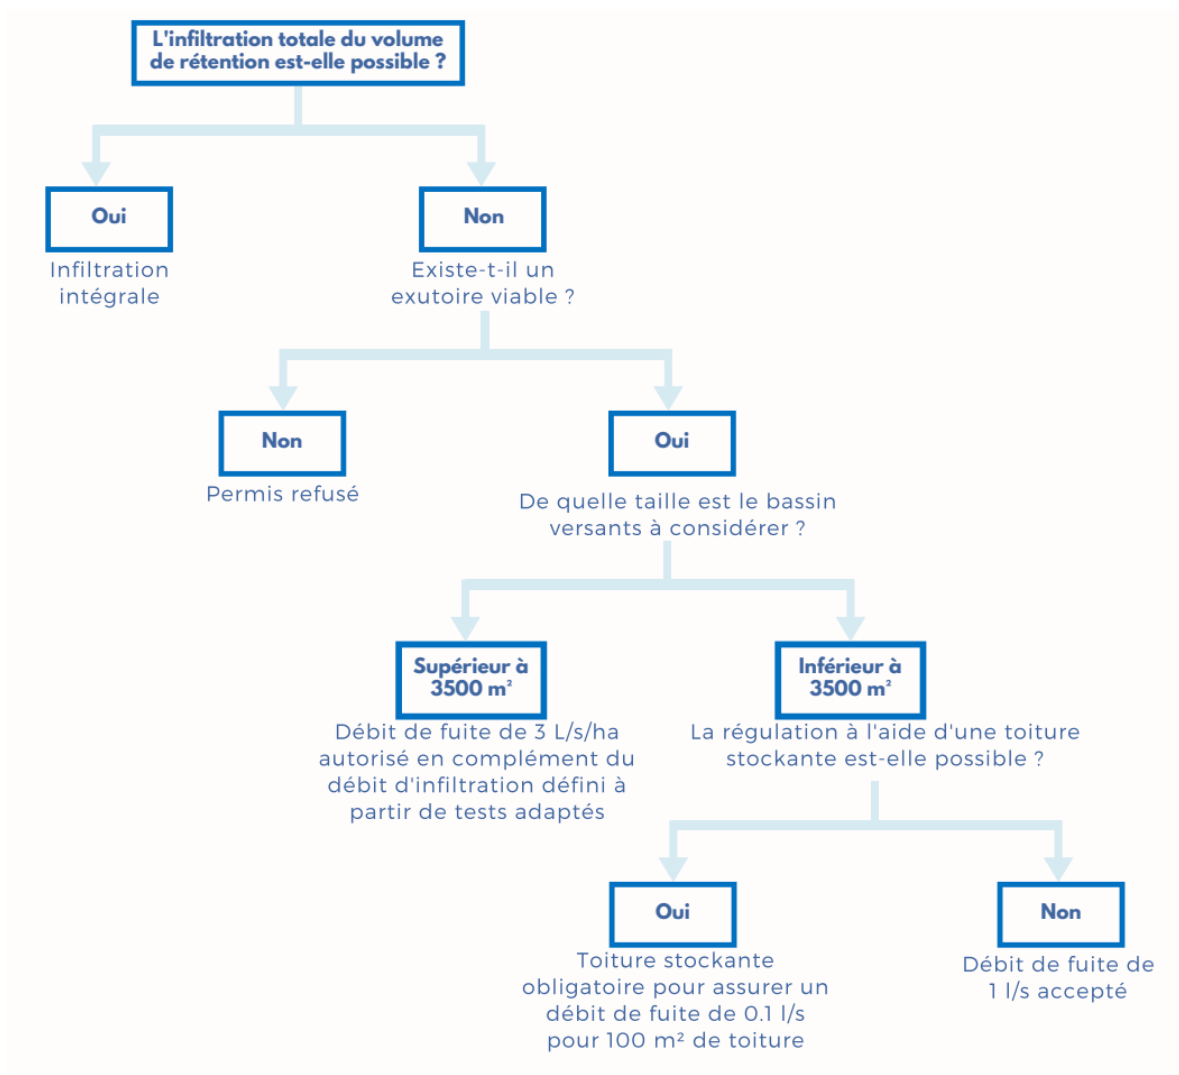 L'infiltration totale du volume
de rétention est-elle possible ?
Oui
Non
Infiltration
intégrale
Existe-t-il un
exutoire viable ?
Non
Oui
Permis refusé
De quelle taille est le bassin
versants à considérer ?
Supérieur à
3500 m²
Inférieur à
3500 m²
Débit de fuite de 3 L/s/ha
autorisé en complément du
débit d'infiltration défini à
partir de tests adaptés
La régulation à l'aide d'une toiture
stockante est-elle possible ?
Oui
Non
Toiture stockante
obligatoire pour assurer un
débit de fuite de 0.1 l/s
pour 100 m² de toiture
Débit de fuite de
1 l/s accepté